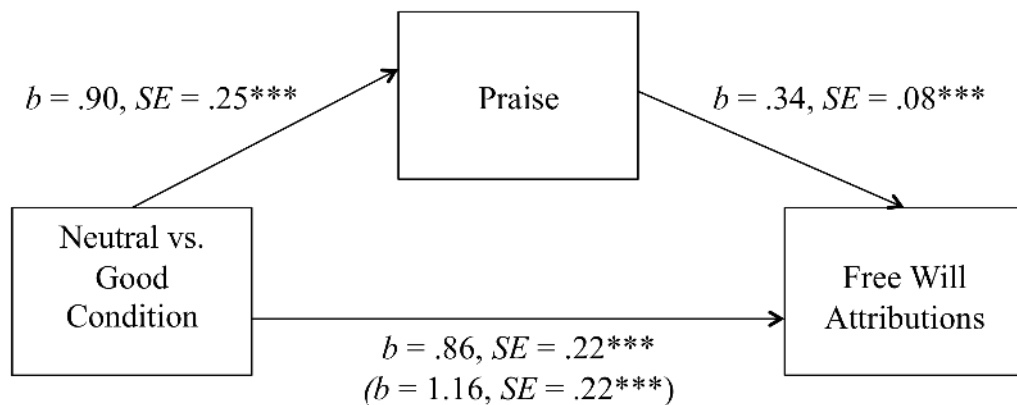 b = .90, SE = .25***
Praise
b = .34, SE = .08***
Neutral vs.
Good
Condition
Free Will
Attributions
b = .86, SE = .22***
(b = 1.16, SE = .22***)